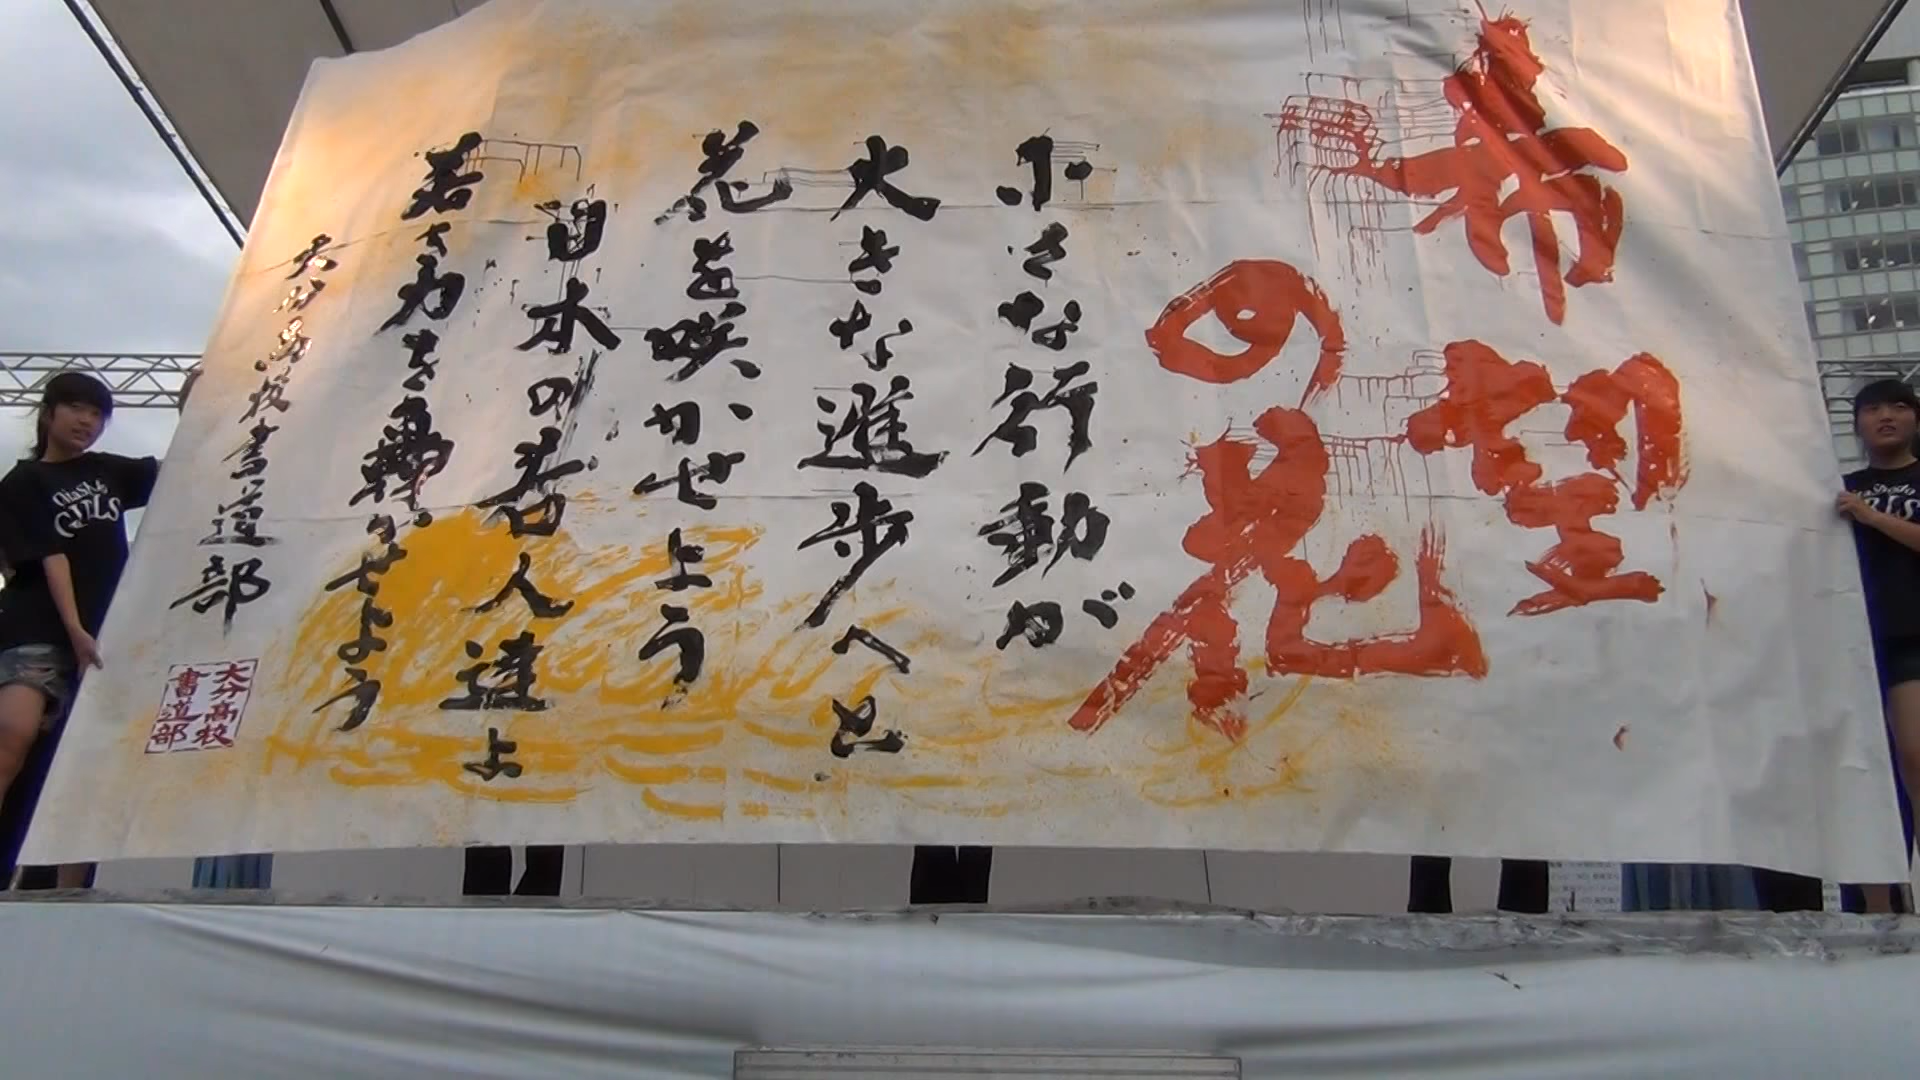 希望
の花
小さな行動が
大きな進歩へと
花を咲かせよう
日本の若人達よ
若き力を轟かせよう
大分高校書道部
大分高校
書道部
GIRLS